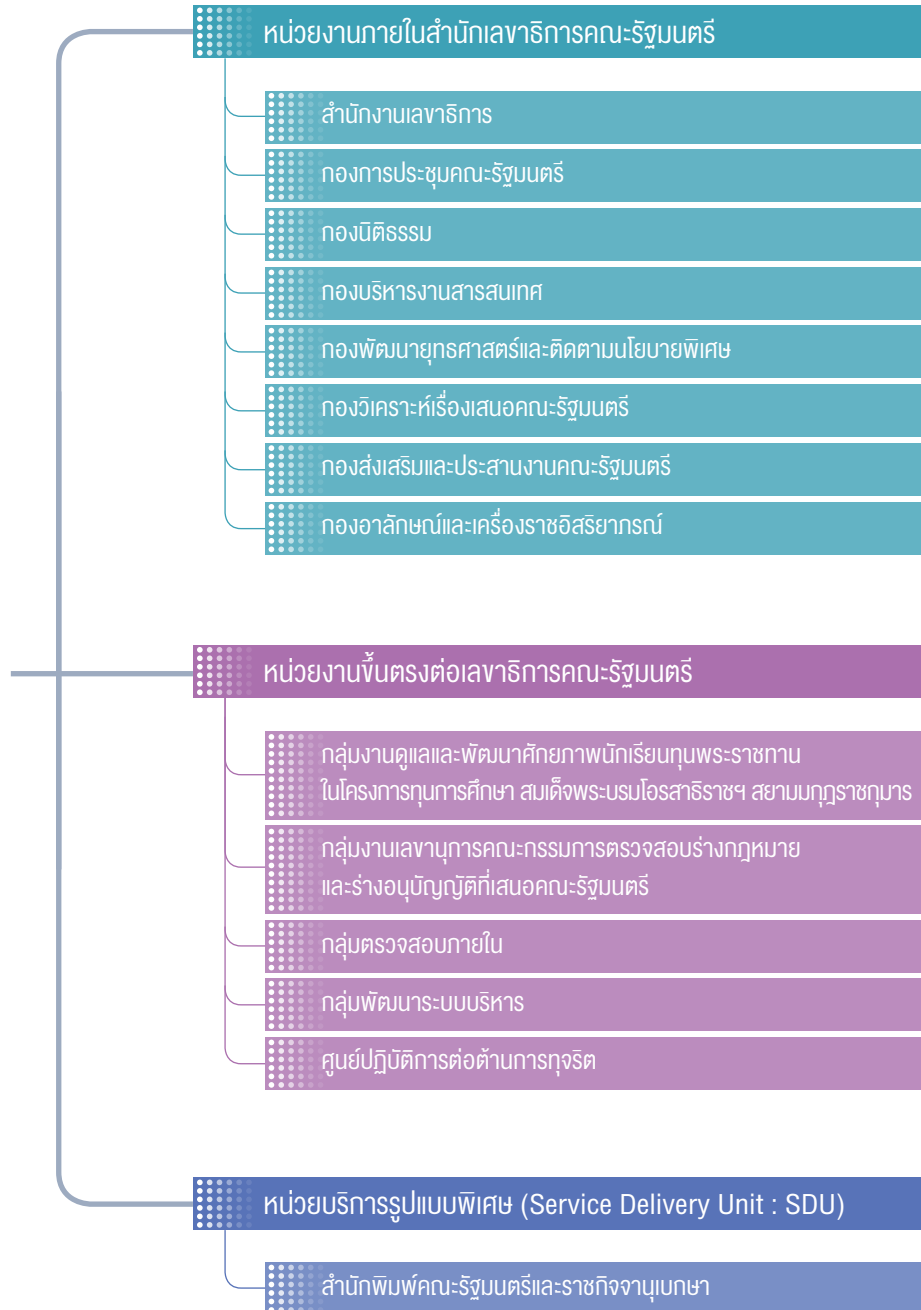 หน่วยงานภายในสำนักเลขาธิการคณะรัฐมนตรี
สำนักงานเลขาธิการ
กองการประชุมคณะรัฐมนตรี
กองนิติธรรม
กองบริหารงานสารสนเทศ
กองพัฒนายุทธศาสตร์และติดตามนโยบายพิเศษ
กองวิเคราะห์เรื่องเสนอคณะรัฐมนตรี
กองส่งเสริมและประสานงานคณะรัฐมนตรี
กองอาลักษณ์และเครื่องราชอิสริยาภรณ์
หน่วยงานขึ้นตรงต่อเลขาธิการคณะรัฐมนตรี
กลุ่มงานดูแลและพัฒนาศักยภาพนักเรียนทุนพระราชทาน
ในโครงการทุนการศึกษา สมเด็จพระบรมโอรสาธิราชฯ สยามมกุฎราชกุมาร
กลุ่มงานเลขานุการคณะกรรมการตรวจสอบร่างกฎหมาย
และร่างอนุบัญญัติที่เสนอคณะรัฐมนตรี
กลุ่มตรวจสอบภายใน
กลุ่มพัฒนาระบบบริหาร
ศูนย์ปฏิบัติการต่อต้านการทุจริต
หน่วยบริการรูปแบบพิเศษ (Service Delivery Unit : SDU)
สำนักพิมพ์คณะรัฐมนตรีและราชกิจจานุเบกษา